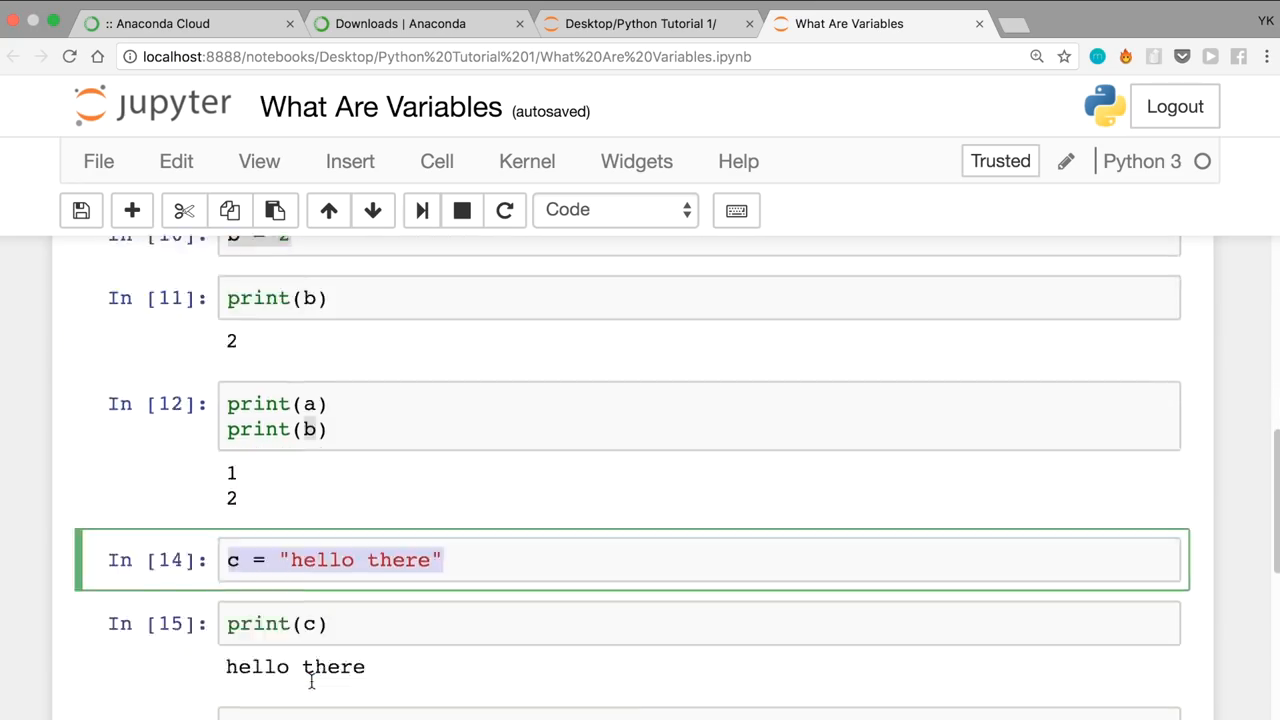 :: Anaconda Cloud
Downloads | Anaconda
Desktop/Python Tutorial 1/
What Are Variables
YK
localhost:8888/notebooks/Desktop/Python%20Tutorial%201/What%20Are%20Variables.ipynb
jupyter
What Are Variables (autosaved)
Logout
File Edit View Insert Cell Kernel Widgets Help
Trusted
Python 3
Code
In [10]: b = 2
In [11]: print(b)
2
In [12]: print(a)
print(b)
1
2
In [14]: c = "hello there"
In [15]: print(c)
hello there